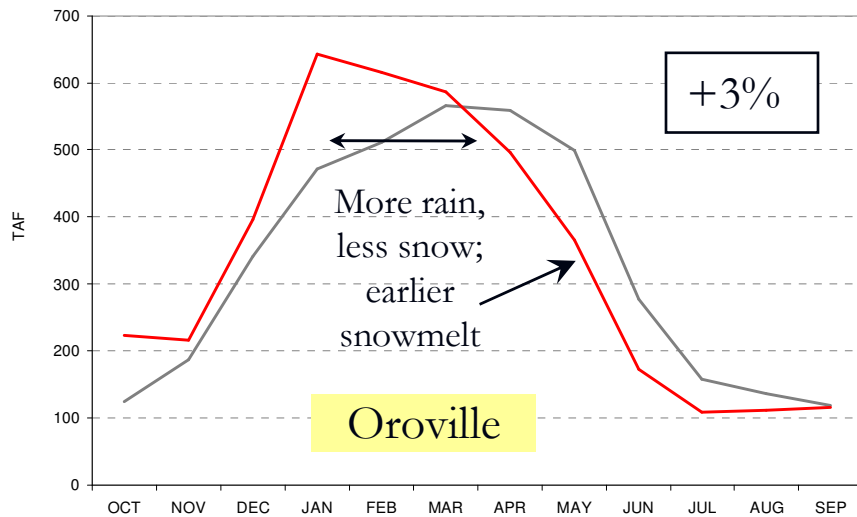 700
600
500
400
300
200
100
0
TAF
+3%
More rain,
less snow;
earlier
snowmelt
Oroville
OCT NOV DEC JAN FEB MAR APR MAY JUN JUL AUG SEP